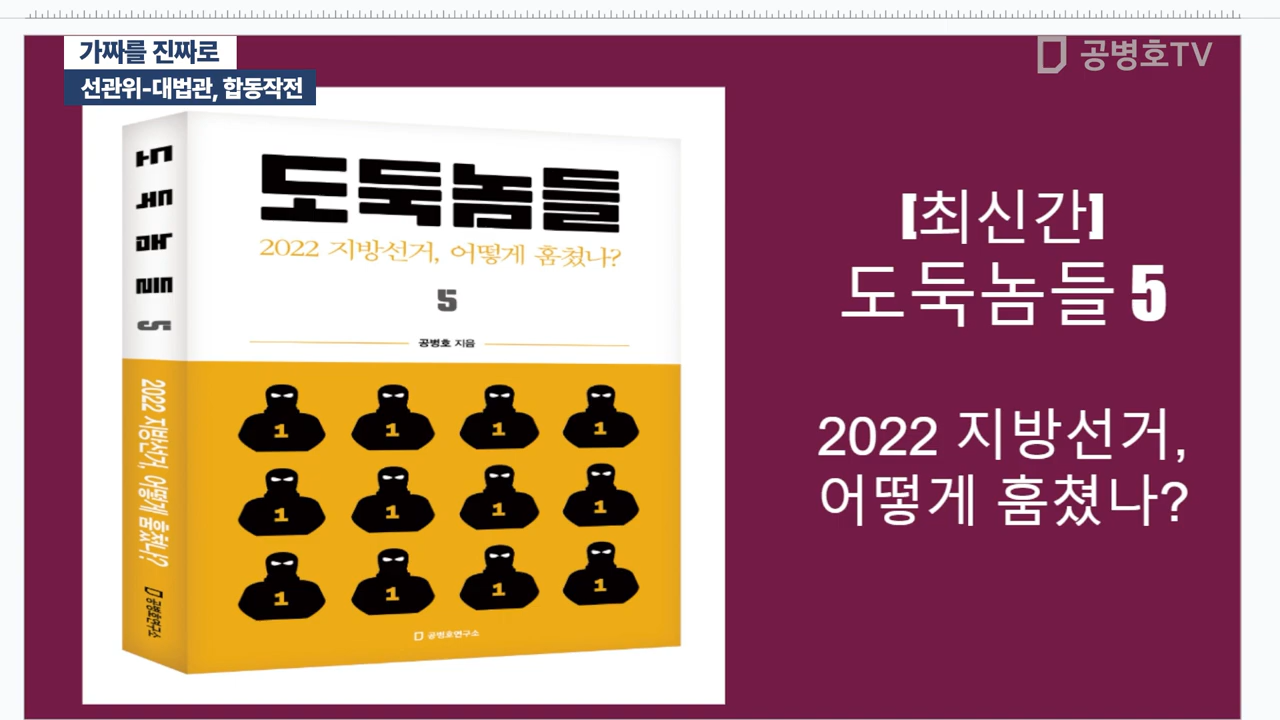 가짜를 진짜로
선관위-대법관, 합동작전
공병호TV
도둑놈들
2022 지방선거, 어떻게 훔쳤나?
5
공병호 지음
1 1 1 1
1 1 1 1
1 1 1 1
공병호연구소
도둑놈들 5
2022 지방선거, 어떻게 훔쳤나?
공병호연구소
[최신간]
도둑놈들 5
2022 지방선거,
어떻게 훔쳤나?